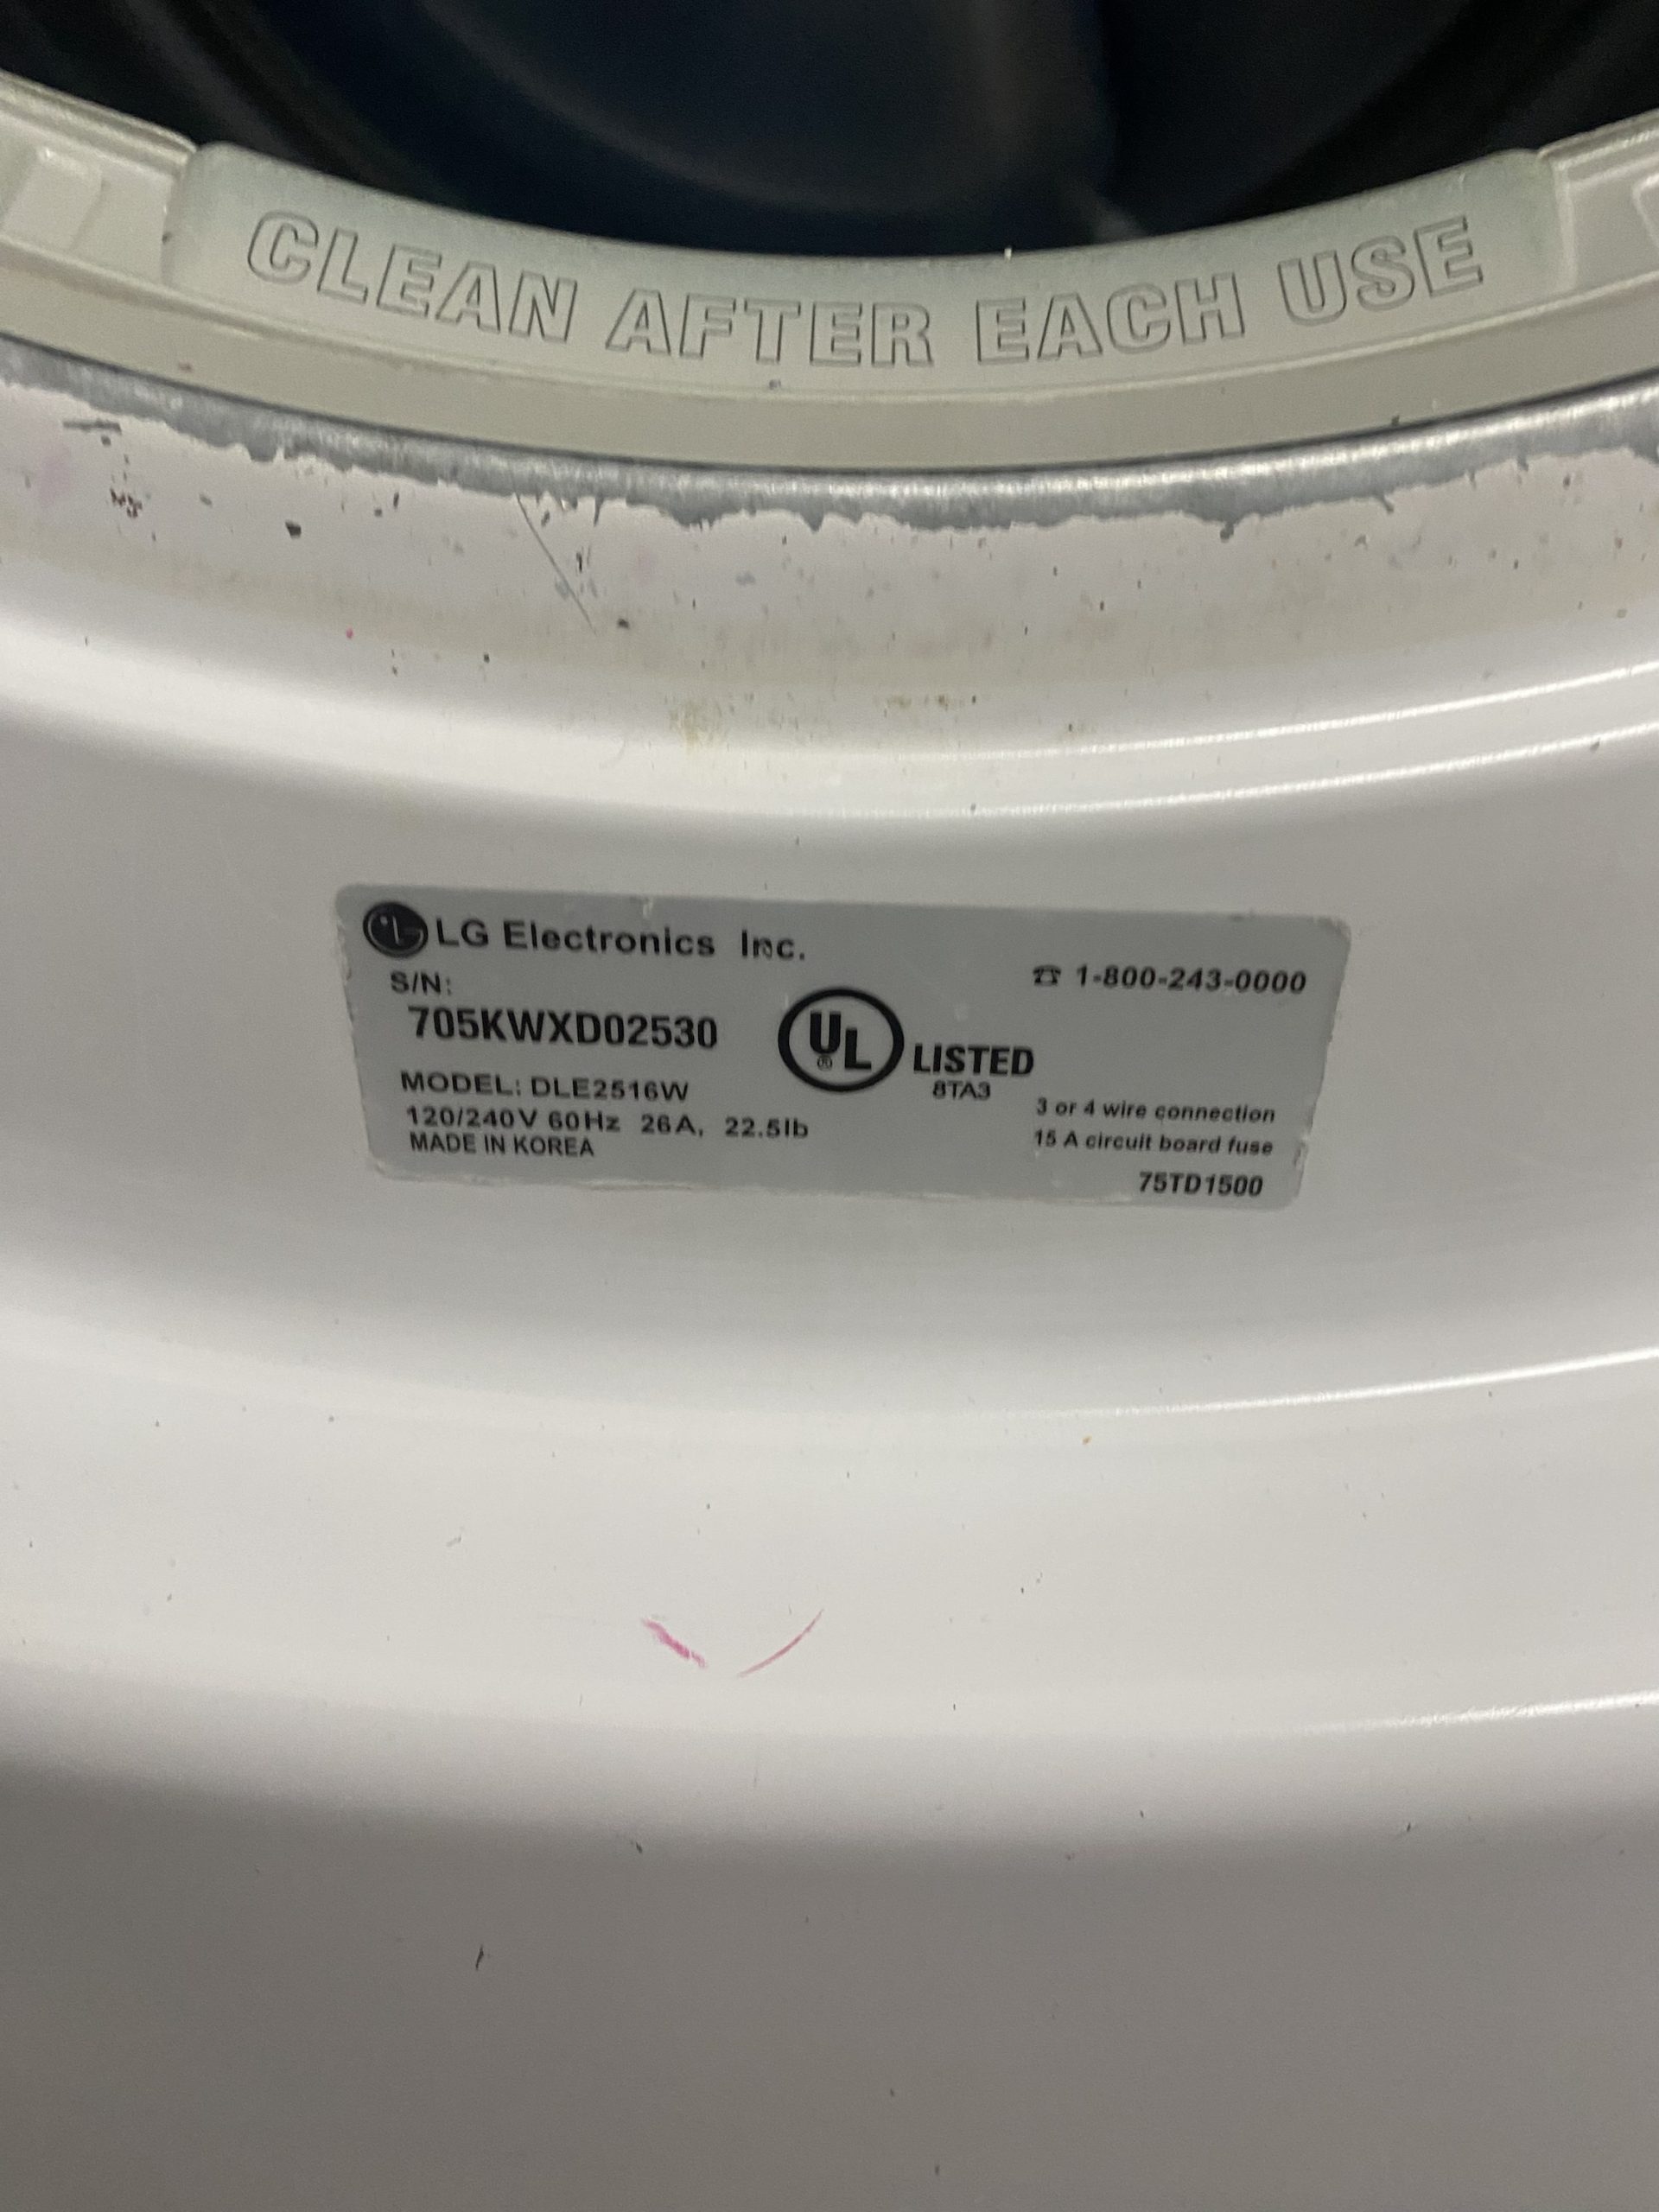 CLEAN AFTER EACH USE
LG LG Electronics Inc.
☎ 1-800-243-0000
S/N:
705KWXD02530
UL ® LISTED
8TA3
MODEL: DLE2516W
120/240V 60Hz 26A, 22.5lb
MADE IN KOREA
3 or 4 wire connection
15 A circuit board fuse
75TD1500